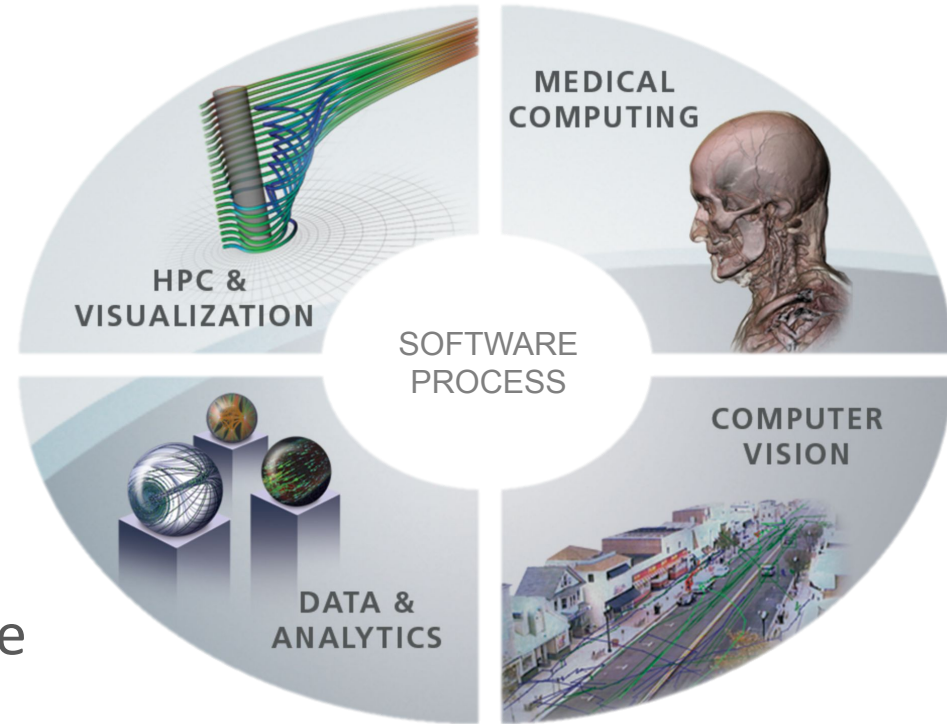 MEDICAL
COMPUTING
HPC &
VISUALIZATION
SOFTWARE
PROCESS
COMPUTER
VISION
DATA &
ANALYTICS
e